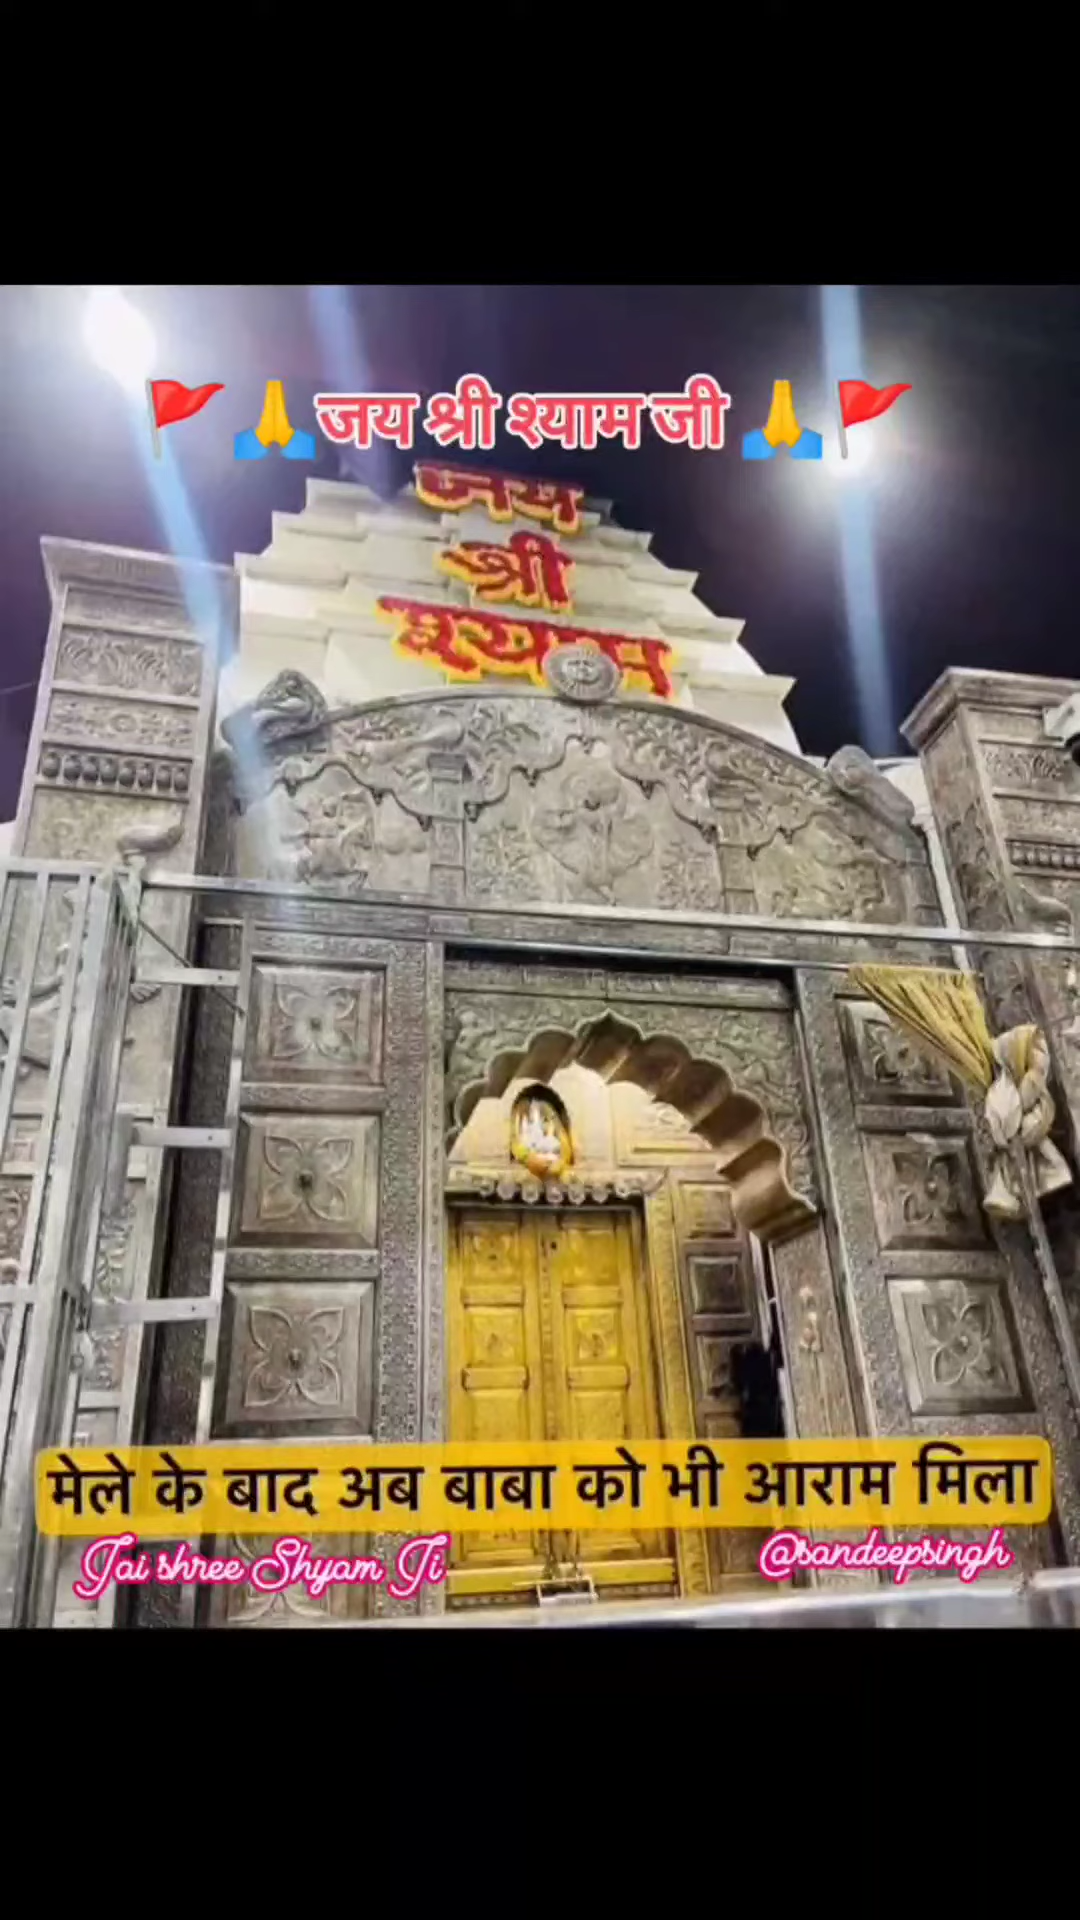 🚩🙏जय श्री श्याम जी🙏🚩
जय
श्री
श्याम
मेले के बाद अब बाबा को भी आराम मिला
Jai shree Shyam Ji
@sandeepsingh